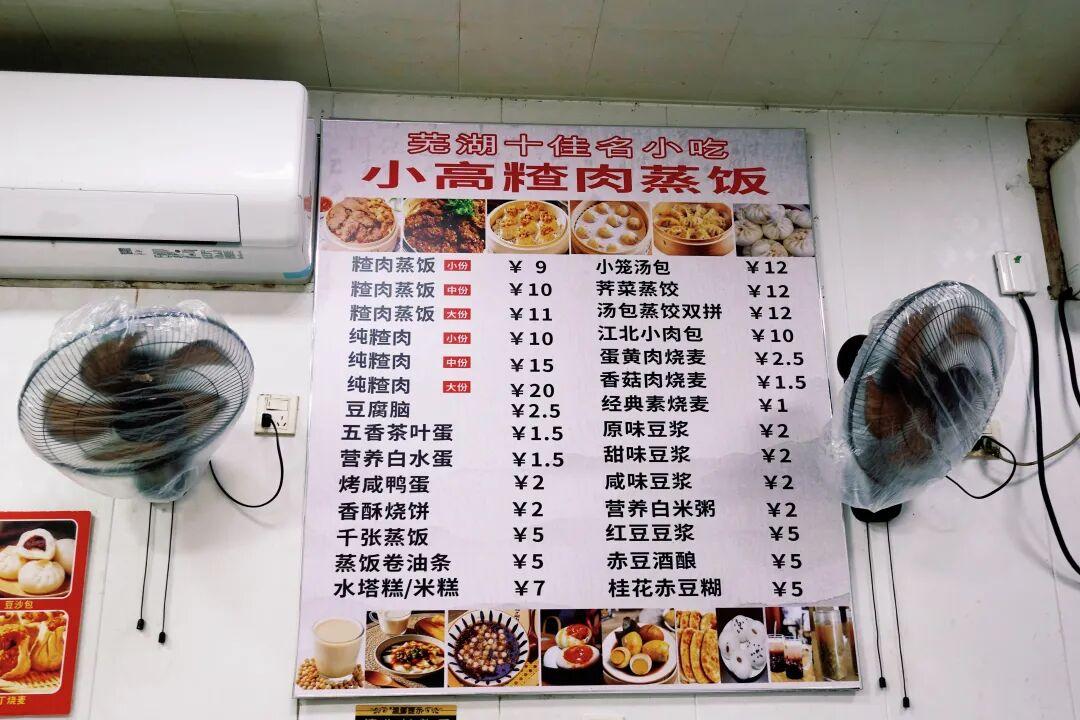 芜湖十佳名小吃
小高糌肉蒸饭
糌肉蒸饭 小份 ¥ 9
糌肉蒸饭 中份 ¥10
糌肉蒸饭 大份 ¥11
纯糌肉 小份 ¥10
纯糌肉 中份 ¥15
纯糌肉 大份 ¥20
豆腐脑 ¥2.5
五香茶叶蛋 ¥1.5
营养白水蛋 ¥1.5
烤咸鸭蛋 ¥2
香酥烧饼 ¥2
千张蒸饭 ¥5
蒸饭卷油条 ¥5
水塔糕/米糕 ¥7
小笼汤包 ¥12
荠菜蒸饺 ¥12
汤包蒸饺双拼 ¥12
江北小肉包 ¥10
蛋黄肉烧麦 ¥2.5
香菇肉烧麦 ¥1.5
经典素烧麦 ¥1
原味豆浆 ¥2
甜味豆浆 ¥2
咸味豆浆 ¥2
营养白米粥 ¥2
红豆豆浆 ¥5
赤豆酒酿 ¥5
桂花赤豆糊 ¥5
豆沙包
丁烧麦
温馨提示